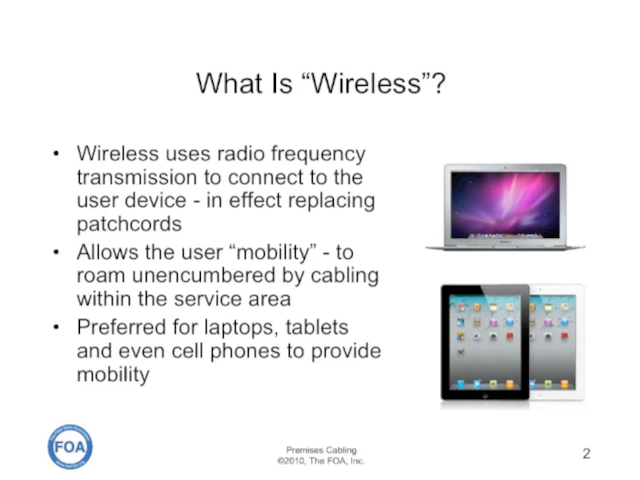 What Is “Wireless”?
• Wireless uses radio frequency
transmission to connect to the
user device - in effect replacing
patchcords
• Allows the user “mobility” - to
roam unencumbered by cabling
within the service area
• Preferred for laptops, tablets
and even cell phones to provide
mobility
FOA
Premises Cabling
©2010, The FOA, Inc.
2